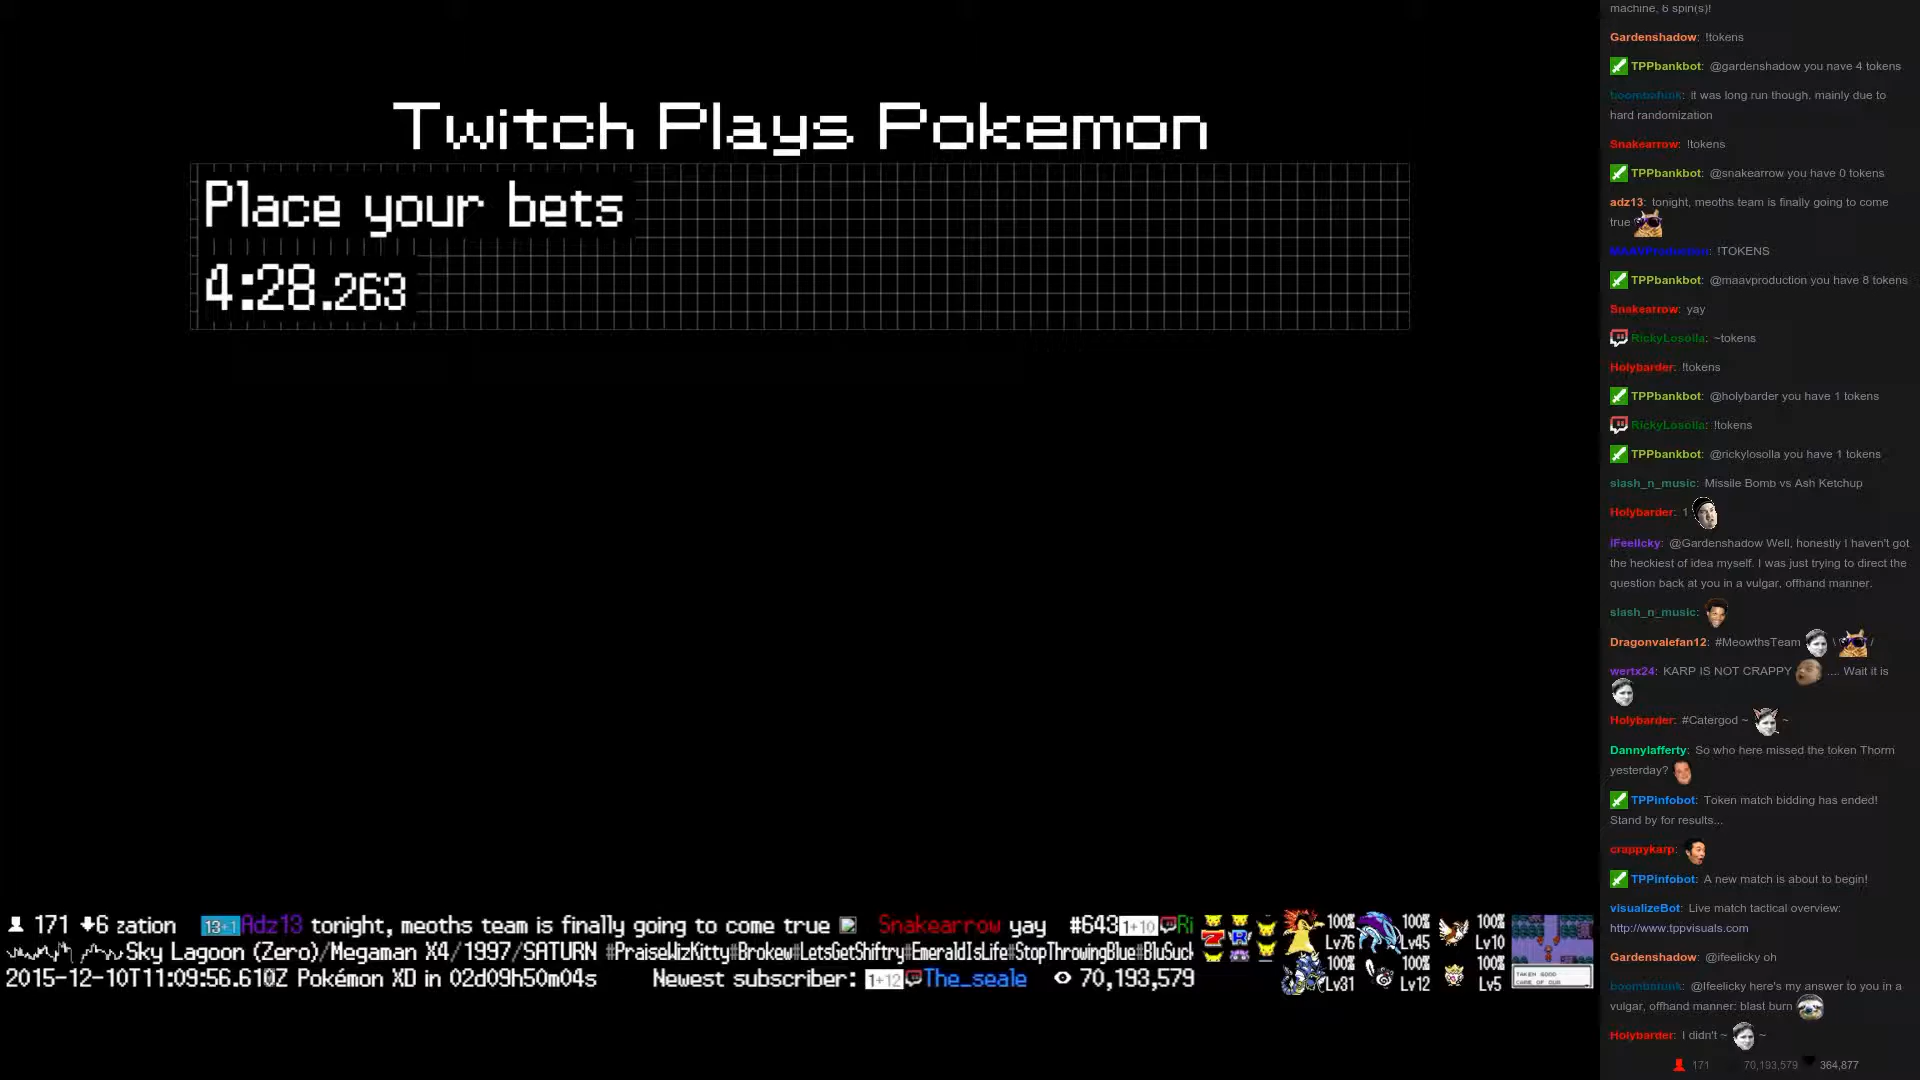 Twitch Plays Pokemon
Place your bets
4:28.263
171 6 zation 13+1 Adz13 tonight, meoths team is finally going to come true Snakearrow yay #643 1+10 Ri
Sky Lagoon (Zero)/Megaman X4/1997/SATURN #PraiseWizKitty#Brokew#LetsGetShiftry#EmeraldIsLife#StopThrowingBlue#BluSuck
2015-12-10T11:09:56.610Z Pokémon XD in 02d09h50m04s Newest subscriber: 1+12 The_seale 70,193,579
100% Lv76 100% Lv45 100% Lv10
100% Lv31 100% Lv12 100% Lv5
TAKEN GOOD
CARE OF OUR
machine, 6 spin(s)!
Gardenshadow: !tokens
TPPbankbot: @gardenshadow you nave 4 tokens
boombafunk: it was long run though, mainly due to
hard randomization
Snakearrow: !tokens
TPPbankbot: @snakearrow you have 0 tokens
adz13: tonight, meoths team is finally going to come
true
MAAVProduction: !TOKENS
TPPbankbot: @maavproduction you have 8 tokens
Snakearrow: yay
RickyLosolla: ~tokens
Holybarder: !tokens
TPPbankbot: @holybarder you have 1 tokens
RickyLosolla: !tokens
TPPbankbot: @rickylosolla you have 1 tokens
slash_n_music: Missile Bomb vs Ash Ketchup
Holybarder: 1
IFeelicky: @Gardenshadow Well, honestly I haven't got
the heckiest of idea myself. I was just trying to direct the
question back at you in a vulgar, offhand manner.
slash_n_music:
Dragonvalefan12: #MeowthsTeam \ /
wertx24: KARP IS NOT CRAPPY .... Wait it is
Holybarder: #Catergod ~ ~
Dannylafferty: So who here missed the token Thorm
yesterday?
TPPinfobot: Token match bidding has ended!
Stand by for results...
crappykarp:
TPPinfobot: A new match is about to begin!
visualizeBot: Live match tactical overview:
http://www.tppvisuals.com
Gardenshadow: @ifeelicky oh
boombafunk: @Ifeelicky here's my answer to you in a
vulgar, offhand manner: blast burn
Holybarder: I didn't ~ ~
171 70,193,579 364,877